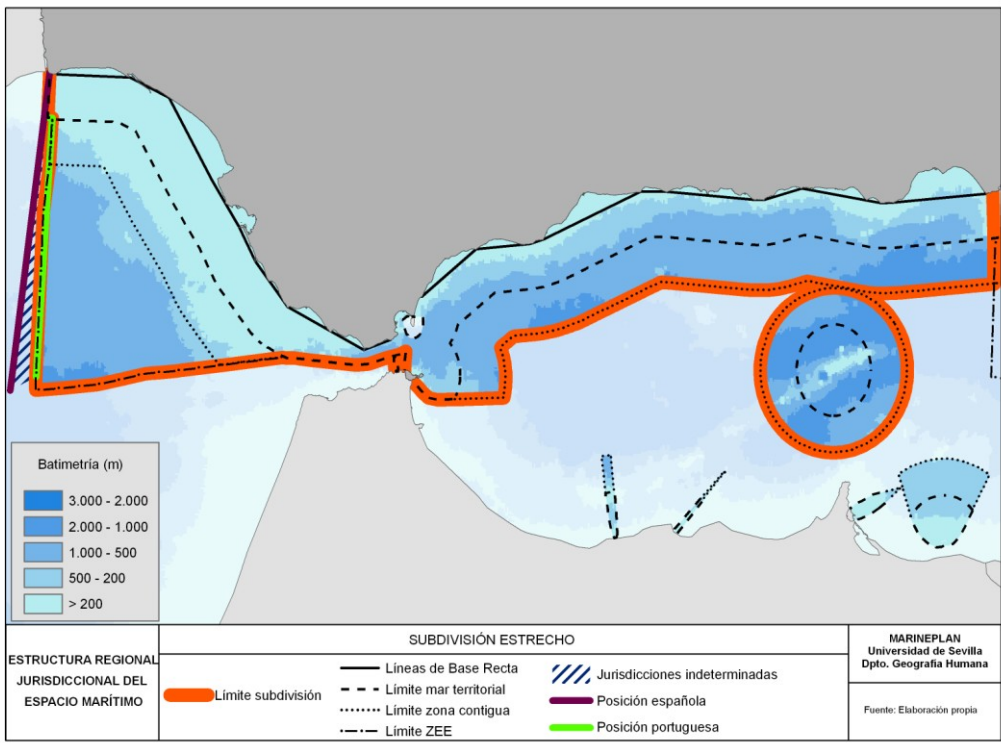 Batimetría (m)
3.000 - 2.000
2.000 - 1.000
1.000 - 500
500 - 200
> 200
ESTRUCTURA REGIONAL
JURISDICCIONAL DEL
ESPACIO MARÍTIMO
SUBDIVISIÓN ESTRECHO
Límite subdivisión
Líneas de Base Recta
Límite mar territorial
Límite zona contigua
Límite ZEE
Jurisdicciones indeterminadas
Posición española
Posición portuguesa
MARINEPLAN
Universidad de Sevilla
Dpto. Geografía Humana
Fuente: Elaboración propia